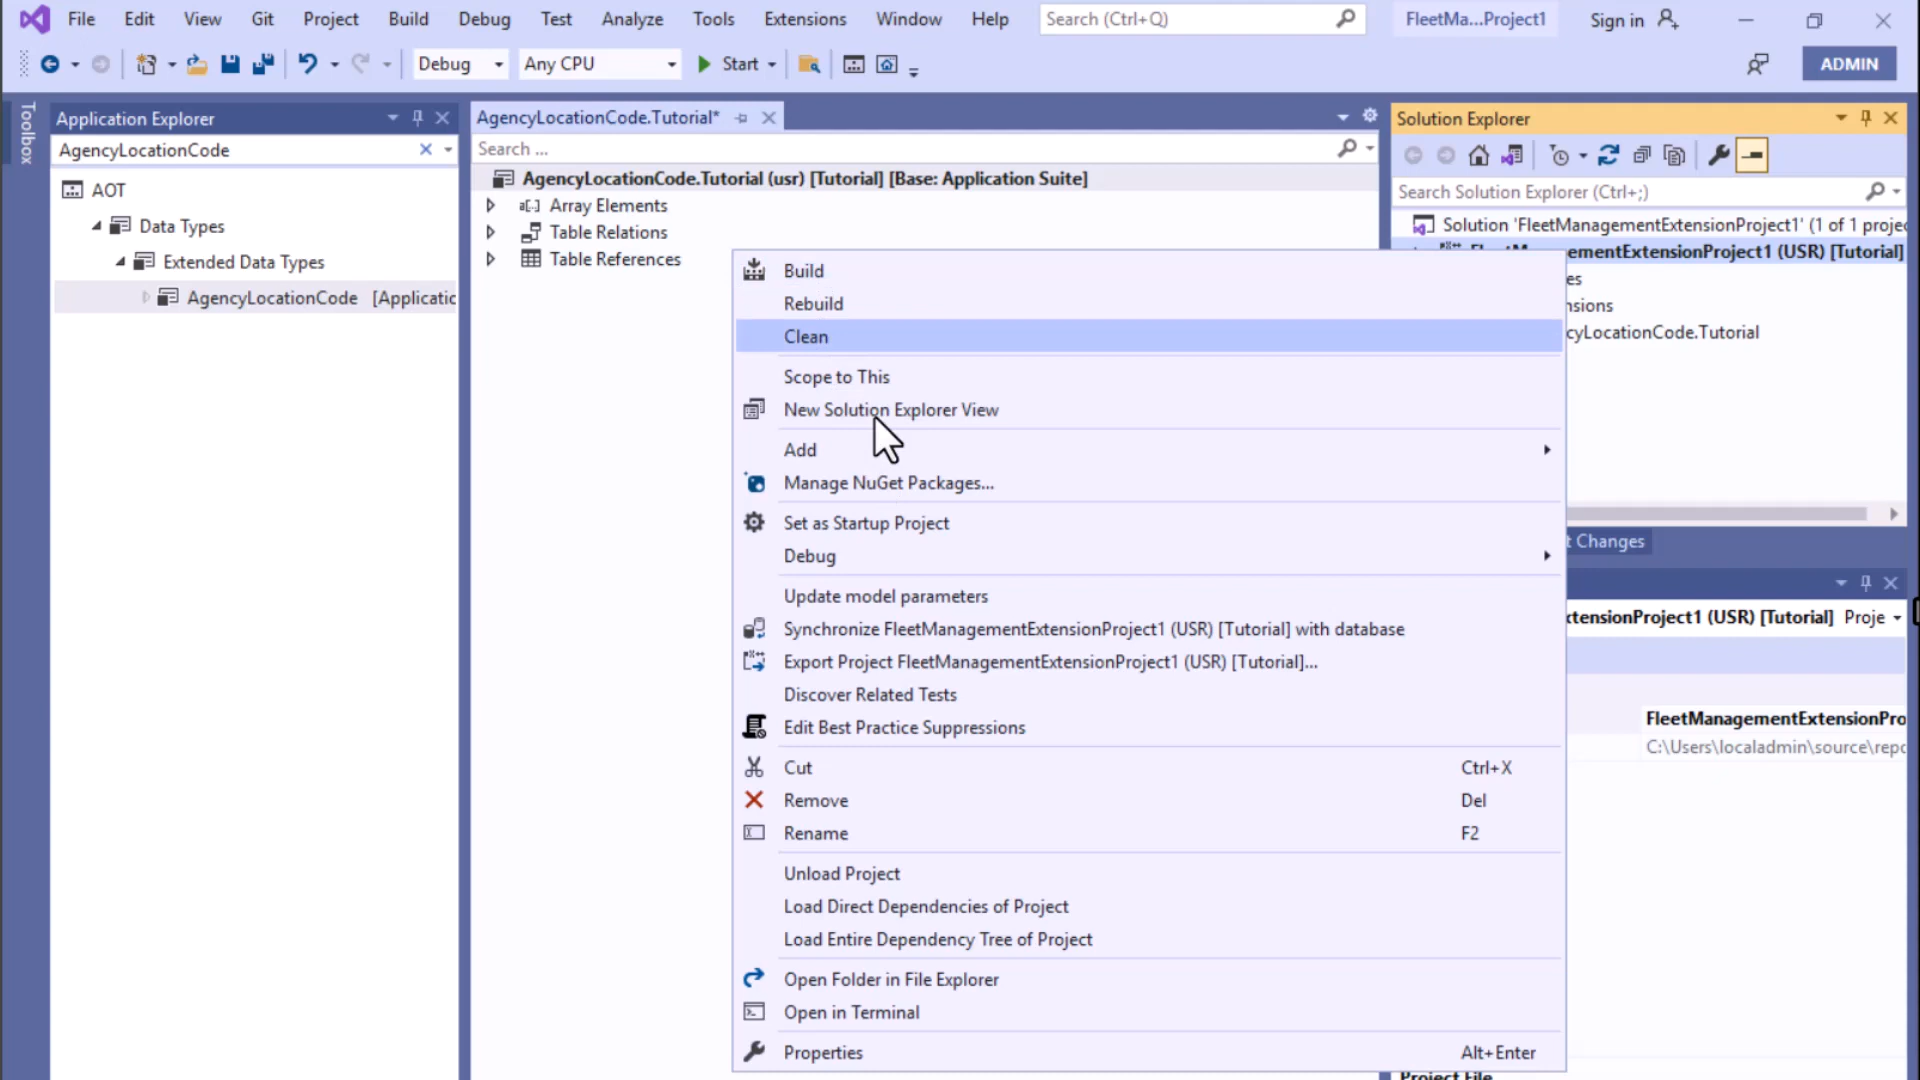 File Edit View Git Project Build Debug Test Analyze Tools Extensions Window Help Search (Ctrl+Q) FleetMa...Project1 Sign in
Debug Any CPU Start ADMIN
Toolbox
Application Explorer
AgencyLocationCode
AOT
Data Types
Extended Data Types
AgencyLocationCode [Applicatic
AgencyLocationCode.Tutorial*
Search ...
AgencyLocationCode.Tutorial (usr) [Tutorial] [Base: Application Suite]
Array Elements
Table Relations
Table References
Build
Rebuild
Clean
Scope to This
New Solution Explorer View
Add
Manage NuGet Packages...
Set as Startup Project
Debug
Update model parameters
Synchronize FleetManagementExtensionProject1 (USR) [Tutorial] with database
Export Project FleetManagementExtensionProject1 (USR) [Tutorial]...
Discover Related Tests
Edit Best Practice Suppressions
Cut Ctrl+X
Remove Del
Rename F2
Unload Project
Load Direct Dependencies of Project
Load Entire Dependency Tree of Project
Open Folder in File Explorer
Open in Terminal
Properties Alt+Enter
Solution Explorer
Search Solution Explorer (Ctrl+;)
Solution 'FleetManagementExtensionProject1' (1 of 1 projec
ementExtensionProject1 (USR) [Tutorial]
es
nsions
cyLocationCode.Tutorial
t Changes
xtensionProject1 (USR) [Tutorial] Proje
FleetManagementExtensionPro
C:\Users\localadmin\source\repo
Project File